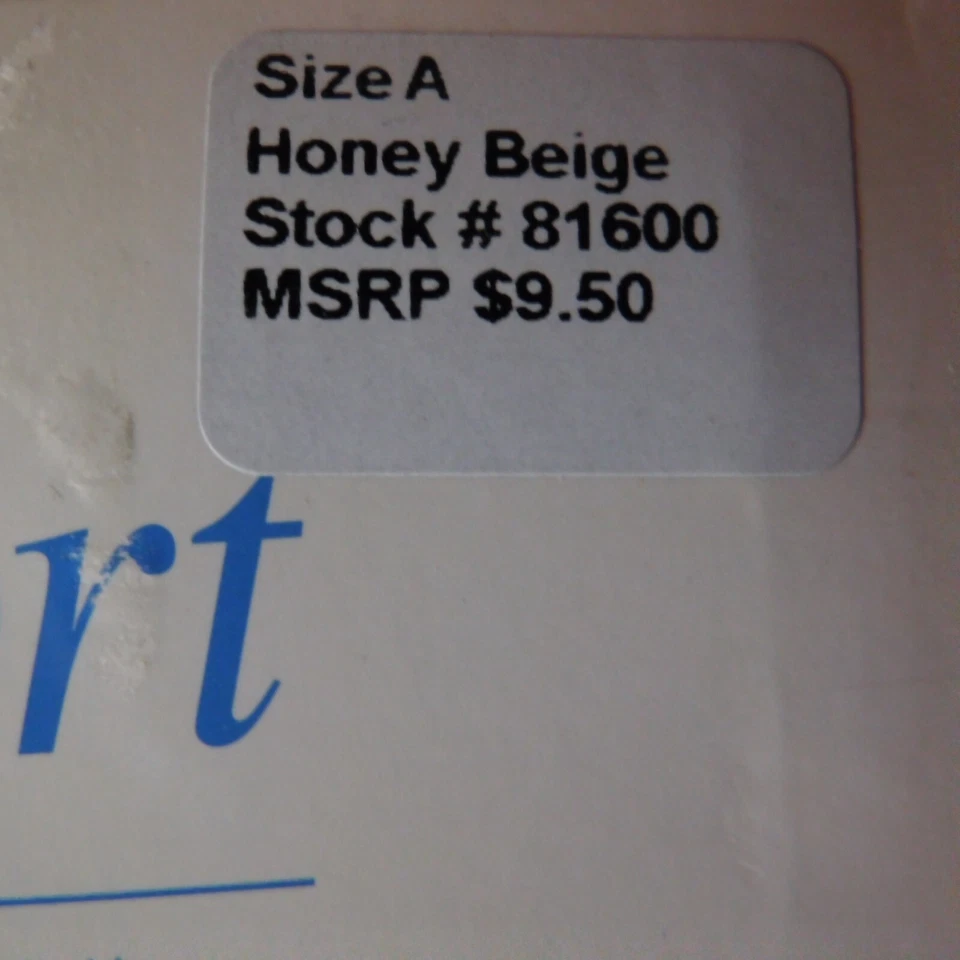 Size A
Honey Beige
Stock # 81600
MSRP $9.50
rt